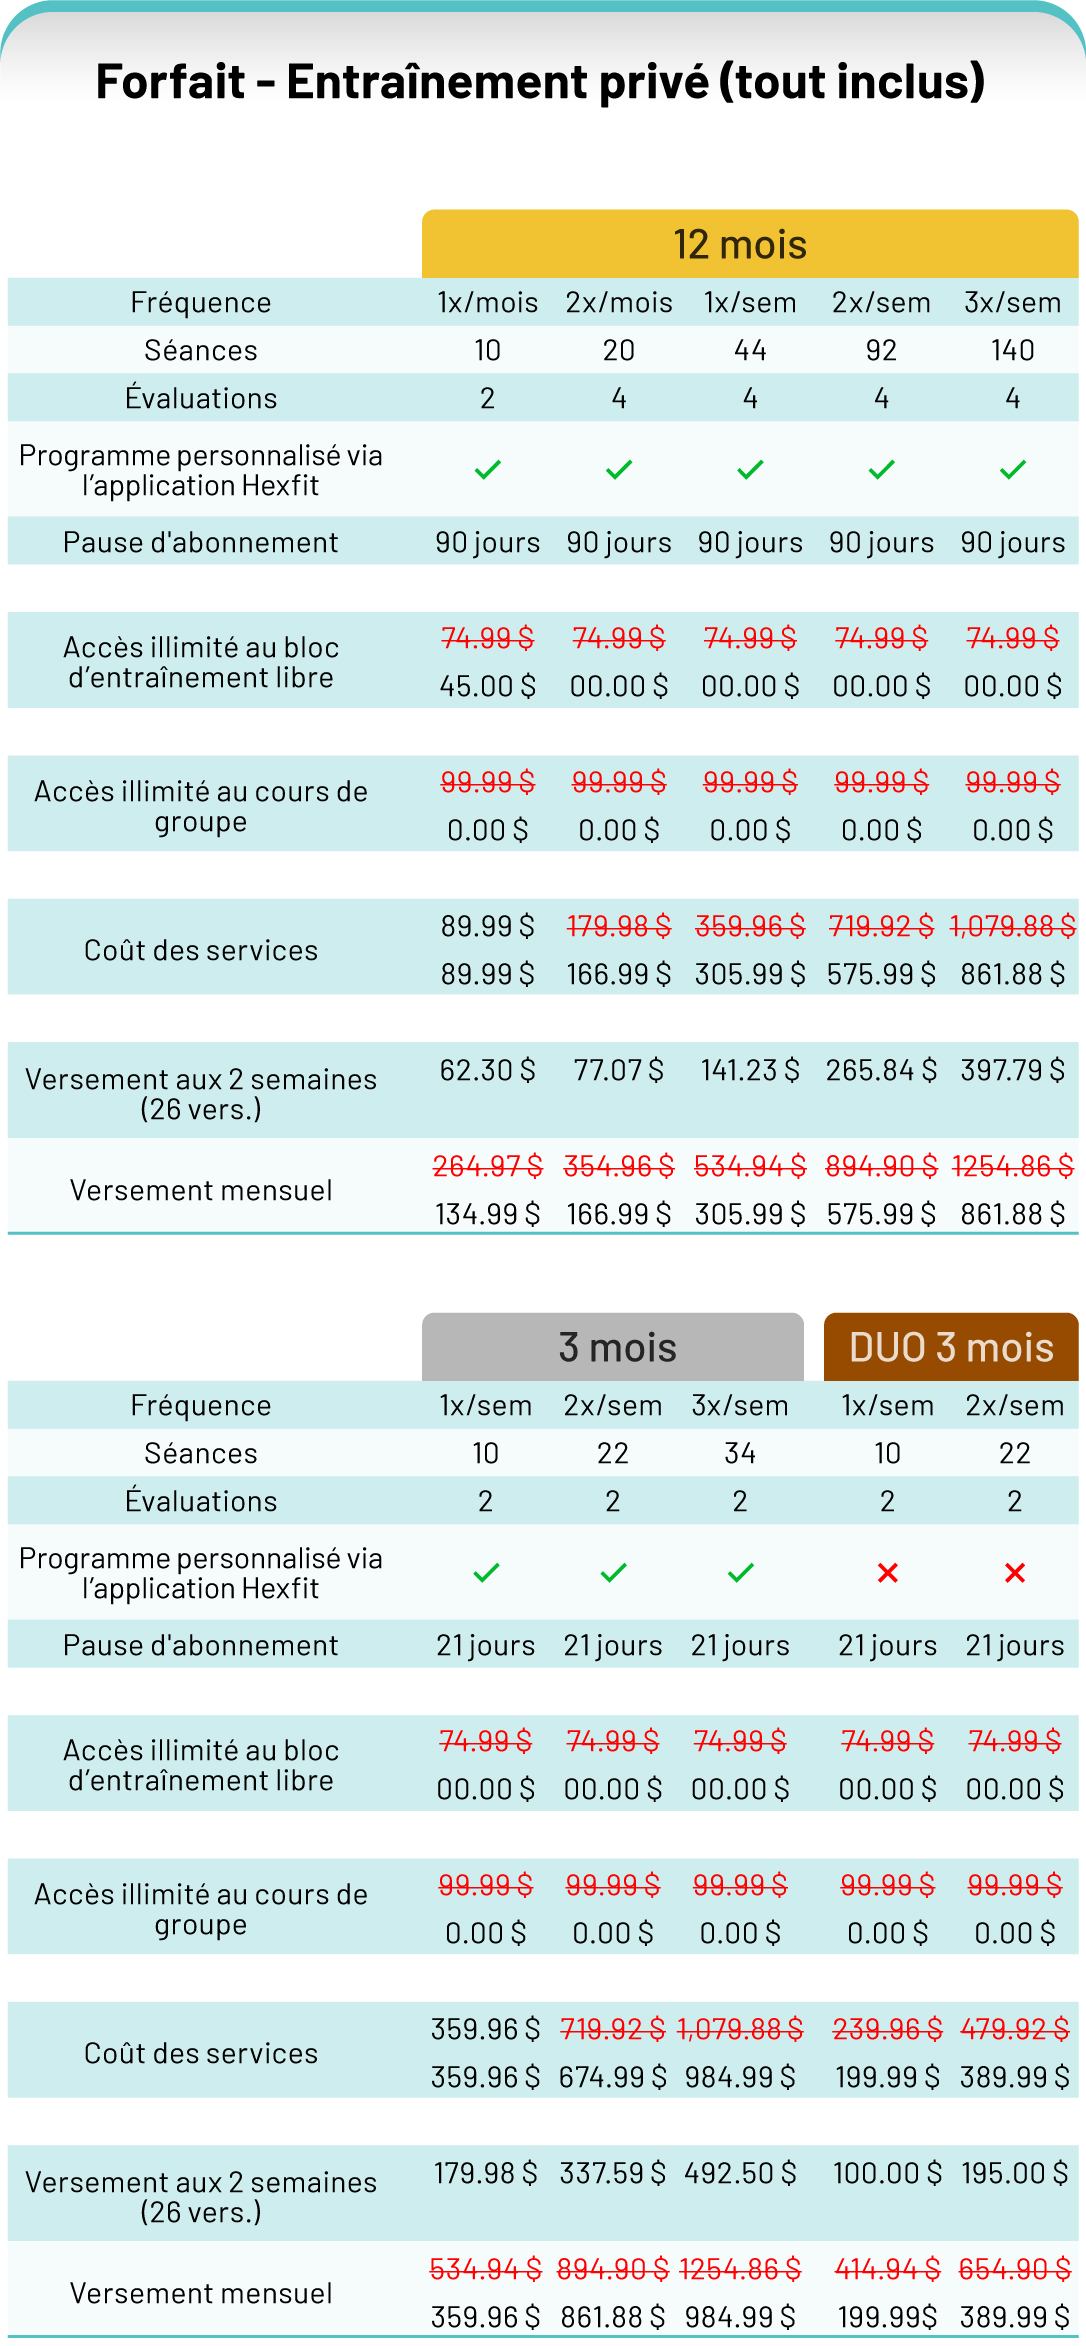 Forfait - Entraînement privé (tout inclus)
12 mois
Fréquence 1x/mois 2x/mois 1x/sem 2x/sem 3x/sem
Séances 10 20 44 92 140
Évaluations 2 4 4 4 4
Programme personnalisé via
l’application Hexfit
Pause d'abonnement 90 jours 90 jours 90 jours 90 jours 90 jours
Accès illimité au bloc
d’entraînement libre
74.99 $ 74.99 $ 74.99 $ 74.99 $ 74.99 $
45.00 $ 00.00 $ 00.00 $ 00.00 $ 00.00 $
Accès illimité au cours de
groupe
99.99 $ 99.99 $ 99.99 $ 99.99 $ 99.99 $
0.00 $ 0.00 $ 0.00 $ 0.00 $ 0.00 $
Coût des services
89.99 $ 179.98 $ 359.96 $ 719.92 $ 1,079.88 $
89.99 $ 166.99 $ 305.99 $ 575.99 $ 861.88 $
Versement aux 2 semaines
(26 vers.)
62.30 $ 77.07 $ 141.23 $ 265.84 $ 397.79 $
Versement mensuel
264.97 $ 354.96 $ 534.94 $ 894.90 $ 1254.86 $
134.99 $ 166.99 $ 305.99 $ 575.99 $ 861.88 $
3 mois DUO 3 mois
Fréquence 1x/sem 2x/sem 3x/sem 1x/sem 2x/sem
Séances 10 22 34 10 22
Évaluations 2 2 2 2 2
Programme personnalisé via
l’application Hexfit
Pause d'abonnement 21 jours 21 jours 21 jours 21 jours 21 jours
Accès illimité au bloc
d’entraînement libre
74.99 $ 74.99 $ 74.99 $ 74.99 $ 74.99 $
00.00 $ 00.00 $ 00.00 $ 00.00 $ 00.00 $
Accès illimité au cours de
groupe
99.99 $ 99.99 $ 99.99 $ 99.99 $ 99.99 $
0.00 $ 0.00 $ 0.00 $ 0.00 $ 0.00 $
Coût des services
359.96 $ 719.92 $ 1,079.88 $ 239.96 $ 479.92 $
359.96 $ 674.99 $ 984.99 $ 199.99 $ 389.99 $
Versement aux 2 semaines
(26 vers.)
179.98 $ 337.59 $ 492.50 $ 100.00 $ 195.00 $
Versement mensuel
534.94 $ 894.90 $ 1254.86 $ 414.94 $ 654.90 $
359.96 $ 861.88 $ 984.99 $ 199.99$ 389.99 $